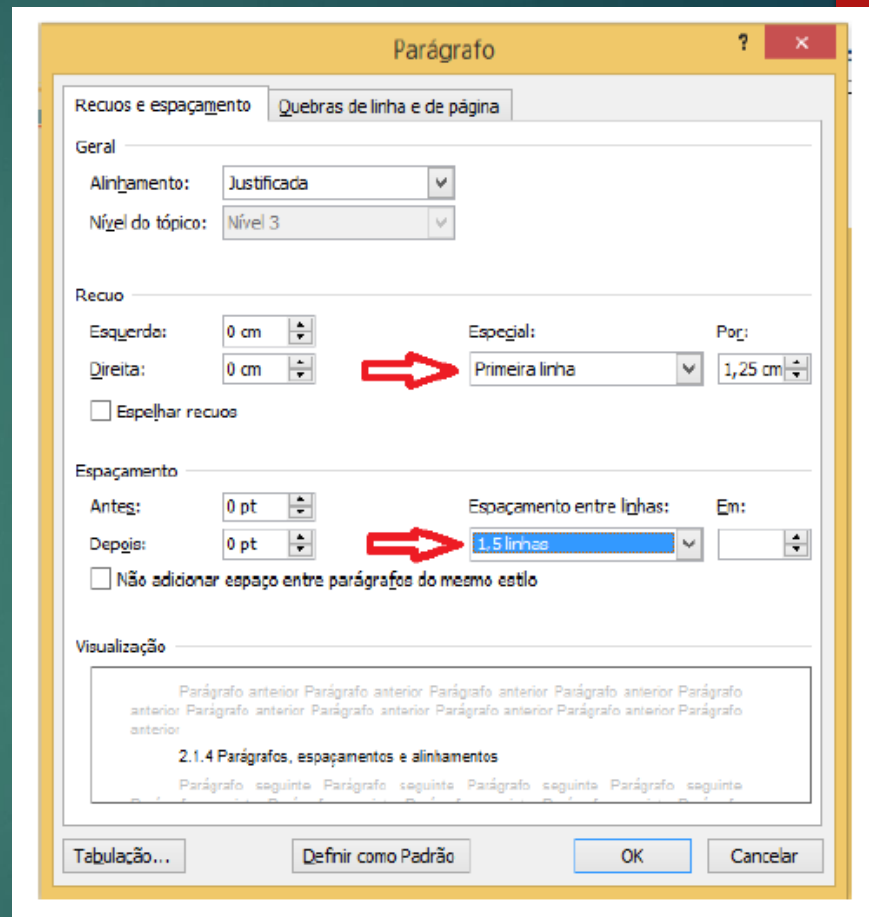 Parágrafo ? ×
Recuos e espaçamento Quebras de linha e de página
Geral
Alinhamento: Justificada
Nível do tópico: Nível 3
Recuo
Esquerda: 0 cm Especial: Por:
Direita: 0 cm Primeira linha 1,25 cm
Espelhar recuos
Espaçamento
Antes: 0 pt Espaçamento entre linhas: Em:
Depois: 0 pt 1,5 linhas
Não adicionar espaço entre parágrafos do mesmo estilo
Visualização
Parágrafo anterior Parágrafo anterior Parágrafo anterior Parágrafo anterior Parágrafo
anterior Parágrafo anterior Parágrafo anterior Parágrafo anterior Parágrafo anterior Parágrafo
anterior
2.1.4 Parágrafos, espaçamentos e alinhamentos
Parágrafo seguinte Parágrafo seguinte Parágrafo seguinte Parágrafo seguinte
Tabulação... Definir como Padrão OK Cancelar